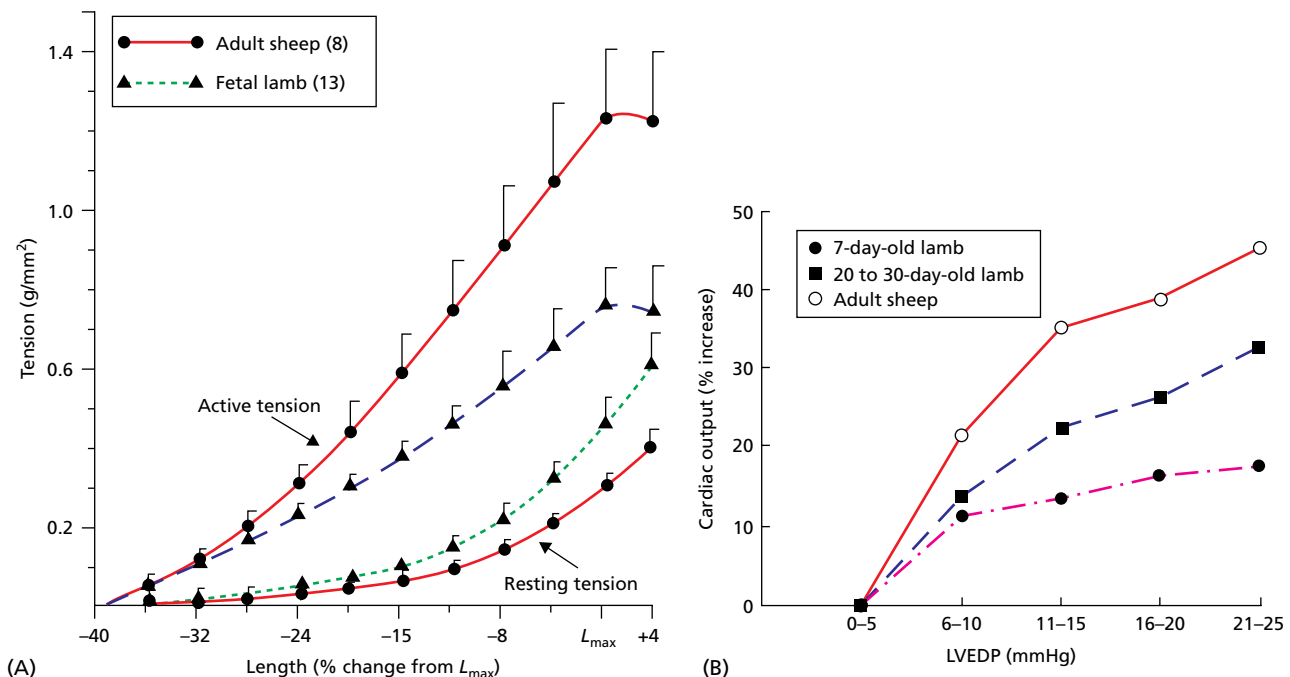 Adult sheep (8)
Fetal lamb (13)
1.4
1.0
0.6
0.2
Tension (g/mm²)
Active tension
Resting tension
−40
−32
−24
−15
−8
Lmax
+4
Length (% change from Lmax)
(A)
7-day-old lamb
20 to 30-day-old lamb
Adult sheep
50
40
30
20
10
0
Cardiac output (% increase)
0–5
6–10
11–15
16–20
21–25
LVEDP (mmHg)
(B)